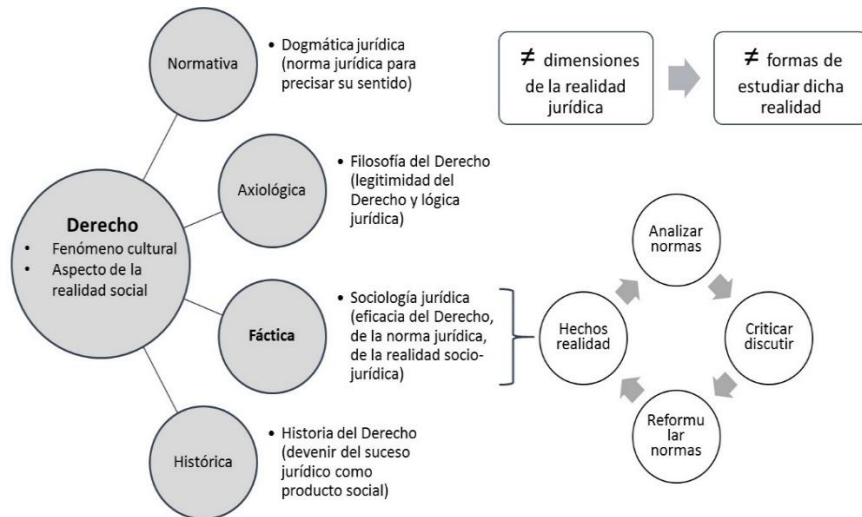 Normativa
• Dogmática jurídica
(norma jurídica para
precisar su sentido)
≠ dimensiones
de la realidad
jurídica
≠ formas de
estudiar dicha
realidad
Derecho
• Fenómeno cultural
• Aspecto de la
realidad social
Axiológica
• Filosofía del Derecho
(legitimidad del
Derecho y lógica
jurídica)
Fáctica
• Sociología jurídica
(eficacia del Derecho,
de la norma jurídica,
de la realidad socio-
jurídica)
Analizar
normas
Criticar
discutir
Reformu
lar
normas
Hechos
realidad
Histórica
• Historia del Derecho
(devenir del suceso
jurídico como
producto social)